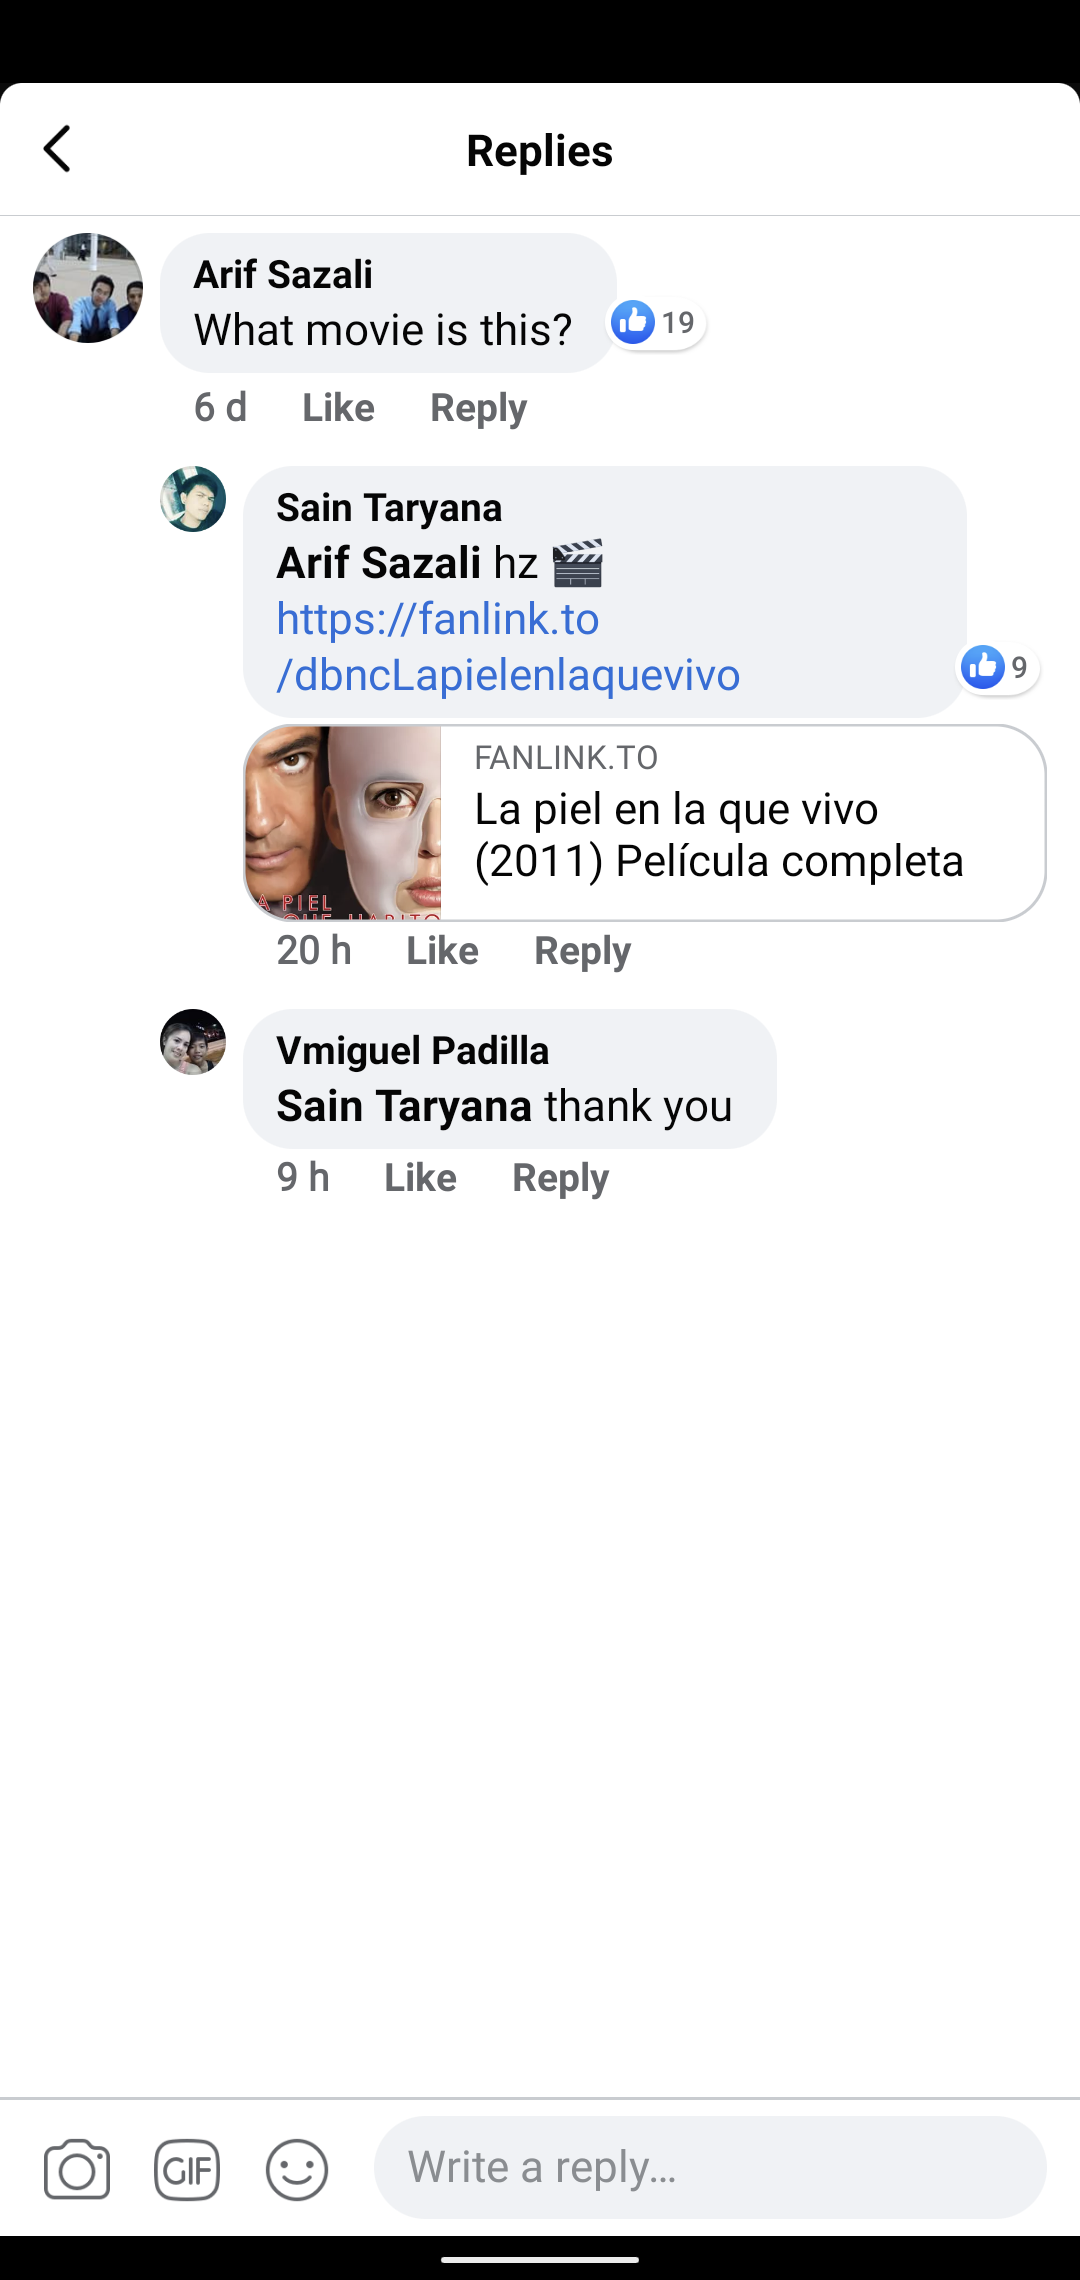 Replies
Arif Sazali
What movie is this?
19
6 d Like Reply
Sain Taryana
Arif Sazali hz 🎬
https://fanlink.to
/dbncLapielenlaquevivo
9
FANLINK.TO
La piel en la que vivo
(2011) Película completa
A PIEL
QUE HABITO
20 h Like Reply
Vmiguel Padilla
Sain Taryana thank you
9 h Like Reply
GIF
Write a reply...